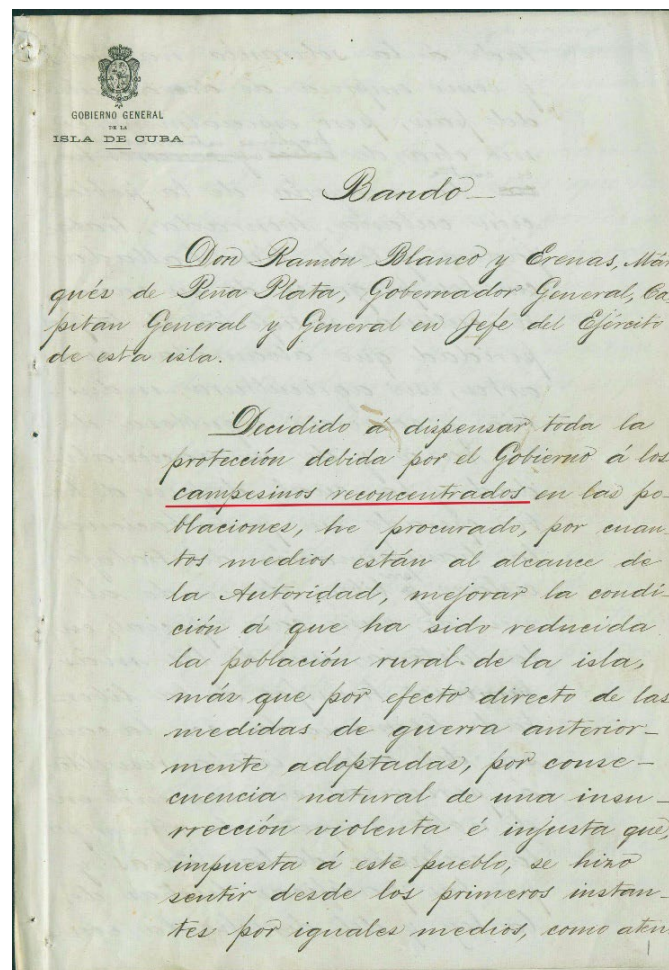 GOBIERNO GENERAL
DE LA
ISLA DE CUBA
Bando—
Don Ramón Blanco y Erenas, Már
qués de Peña Plata, Gobernador General, Ca
pitán General y General en Jefe del Ejército
de esta isla.
Decidido á dispensar toda la
protección debida por el Gobierno á los
campesinos reconcentrados en las po-
blaciones, he procurado, por cuan-
tos medios están al alcance de
la Autoridad, mejorar la condi-
ción á que ha sido reducida
la población rural de la isla,
más que por efecto directo de las
medidas de guerra anterior-
mente adoptadas, por conse-
cuencia natural de una insu-
rrección violenta é injusta que,
impuesta á este pueblo, se hizo
sentir desde los primeros instan-
tes por iguales medios, como aten